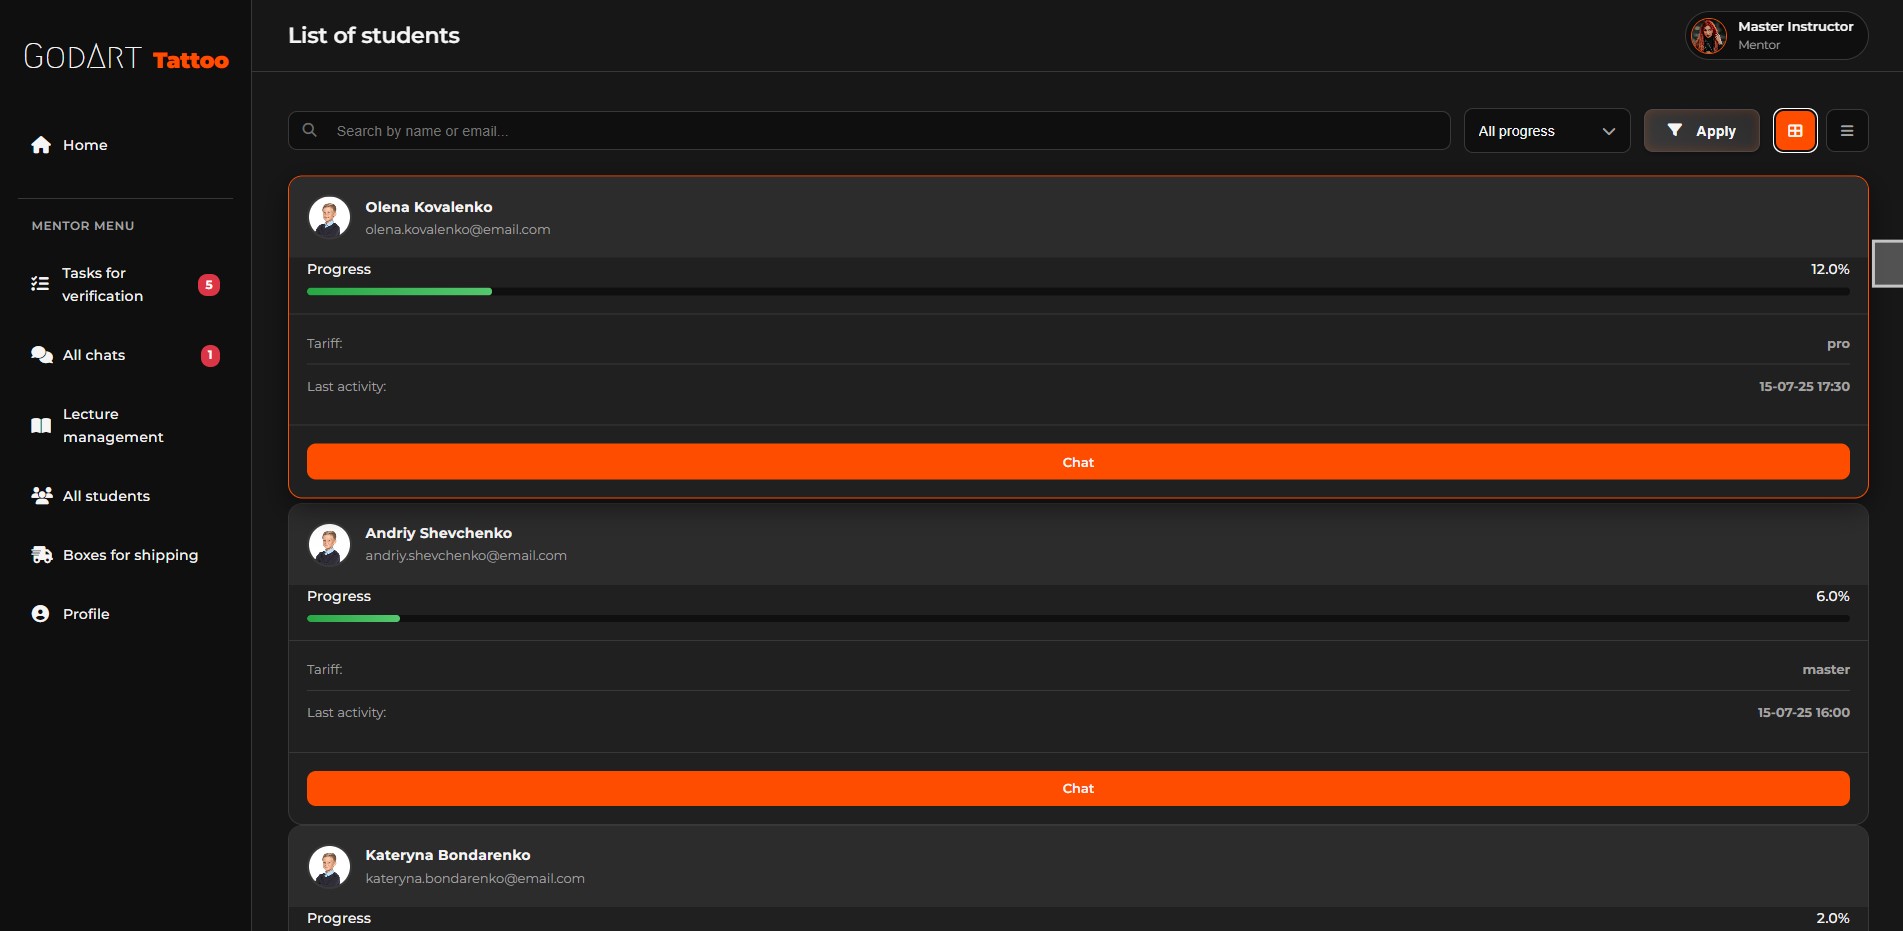 GODART Tattoo
Home
MENTOR MENU
Tasks for
verification
5
All chats
1
Lecture
management
All students
Boxes for shipping
Profile
List of students
Master Instructor
Mentor
Search by name or email...
All progress
Apply
Olena Kovalenko
olena.kovalenko@email.com
Progress
12.0%
Tariff:
pro
Last activity:
15-07-25 17:30
Chat
Andriy Shevchenko
andriy.shevchenko@email.com
Progress
6.0%
Tariff:
master
Last activity:
15-07-25 16:00
Chat
Kateryna Bondarenko
kateryna.bondarenko@email.com
Progress
2.0%